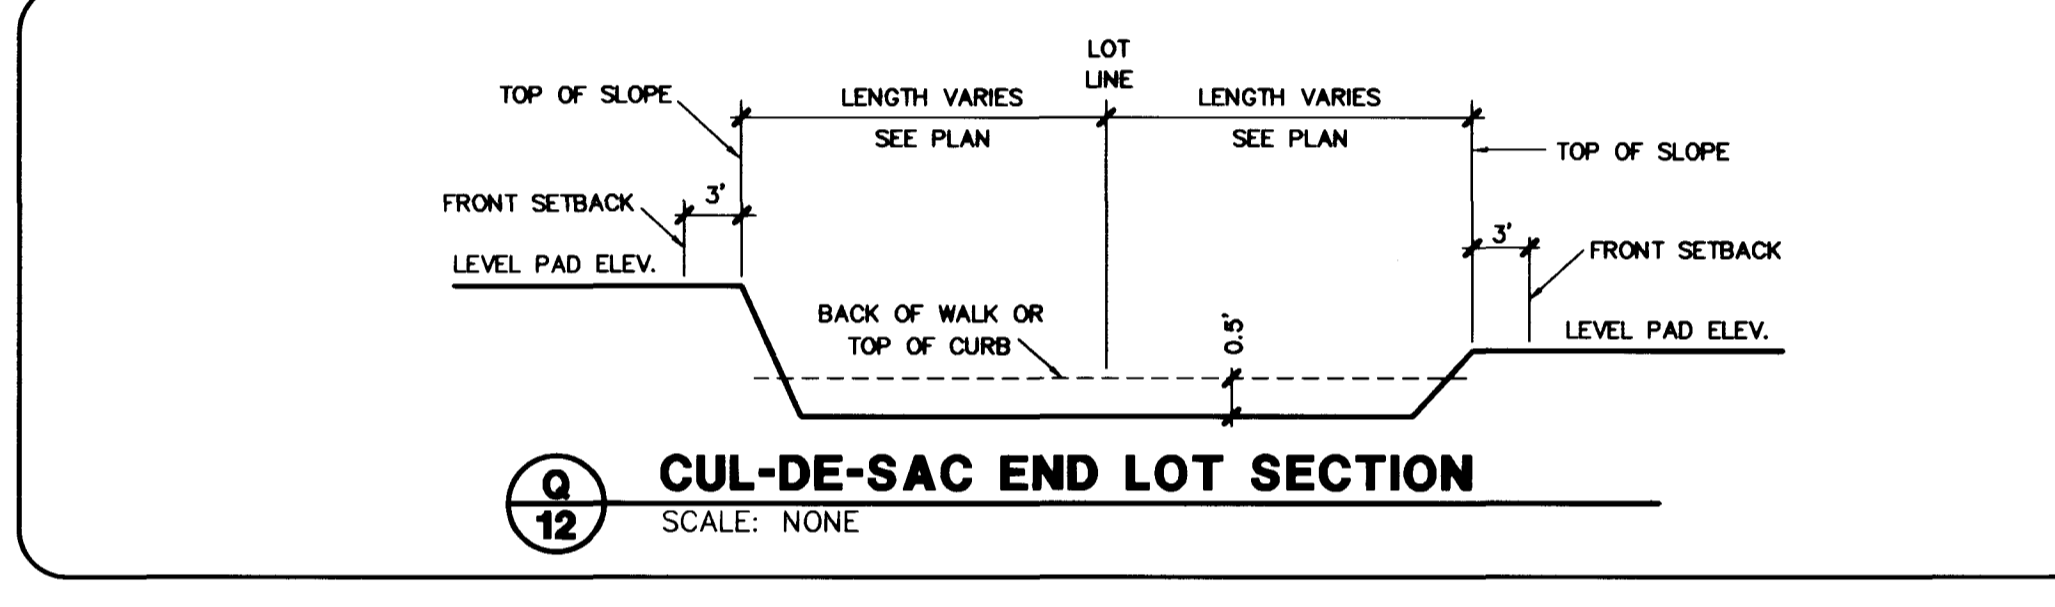 LOT
LINE
TOP OF SLOPE
LENGTH VARIES
LENGTH VARIES
SEE PLAN
SEE PLAN
TOP OF SLOPE
FRONT SETBACK
3'
3'
FRONT SETBACK
LEVEL PAD ELEV.
BACK OF WALK OR
TOP OF CURB
0.5'
LEVEL PAD ELEV.
Q
12
CUL-DE-SAC END LOT SECTION
SCALE: NONE